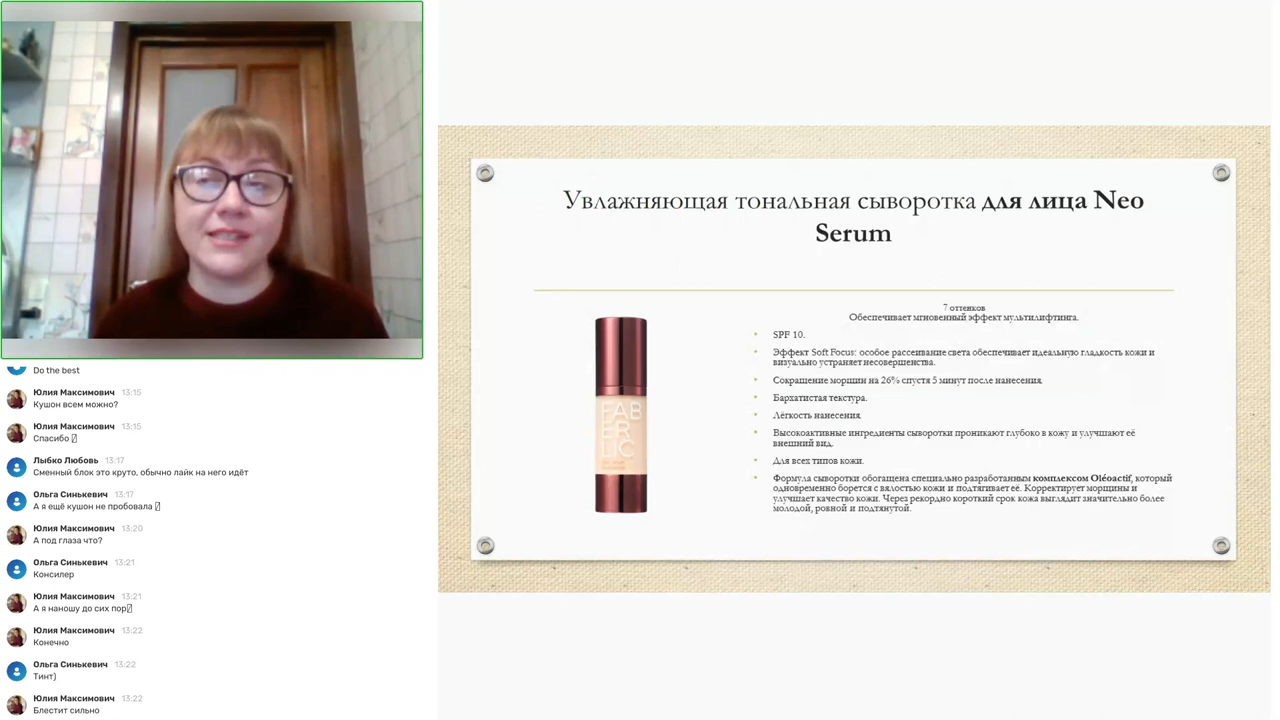 Do the best
Юлия Максимович 13:15
Кушон всем можно?
Юлия Максимович 13:15
Спасибо
Лыбко Любовь 13:17
Сменный блок это круто, обычно лайк на него идёт
Ольга Синькевич 13:17
А я ещё кушон не пробовала
Юлия Максимович 13:20
А под глаза что?
Ольга Синькевич 13:21
Консилер
Юлия Максимович 13:21
А я наношу до сих пор
Юлия Максимович 13:22
Конечно
Ольга Синькевич 13:22
Тинт)
Юлия Максимович 13:22
Блестит сильно
Увлажняющая тональная сыворотка для лица Neo
Serum
7 оттенков
Обеспечивает мгновенный эффект мультилифтинга.
SPF 10.
Эффект Soft Focus: особое рассеивание света обеспечивает идеальную гладкость кожи и
визуально устраняет несовершенства.
Сокращение морщин на 26% спустя 5 минут после нанесения.
Бархатистая текстура.
Лёгкость нанесения.
Высокоактивные ингредиенты сыворотки проникают глубоко в кожу и улучшают её
внешний вид.
Для всех типов кожи.
Формула сыворотки обогащена специально разработанным комплексом Oléoactif, который
одновременно борется с вялостью кожи и подтягивает её. Корректирует морщины и
улучшает качество кожи. Через рекордно короткий срок кожа выглядит значительно более
молодой, ровной и подтянутой.
FAB
ER
LIC